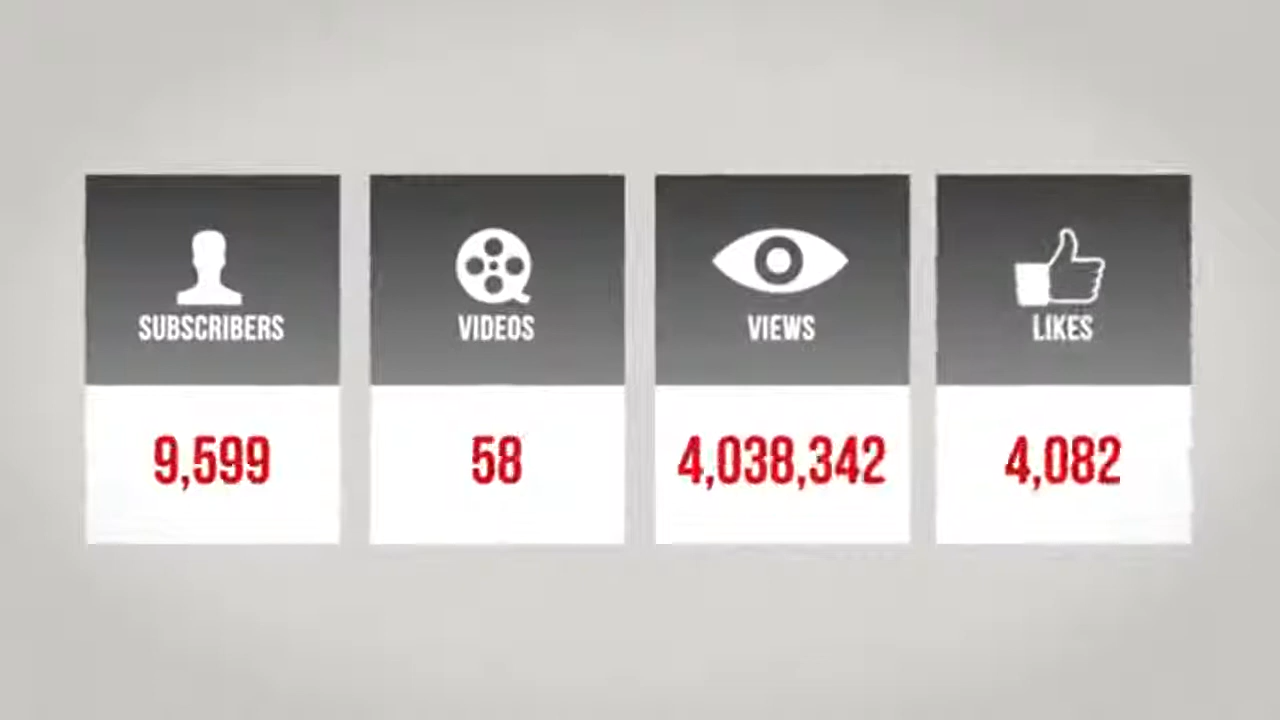 SUBSCRIBERS
9,599
VIDEOS
58
VIEWS
4,038,342
LIKES
4,082